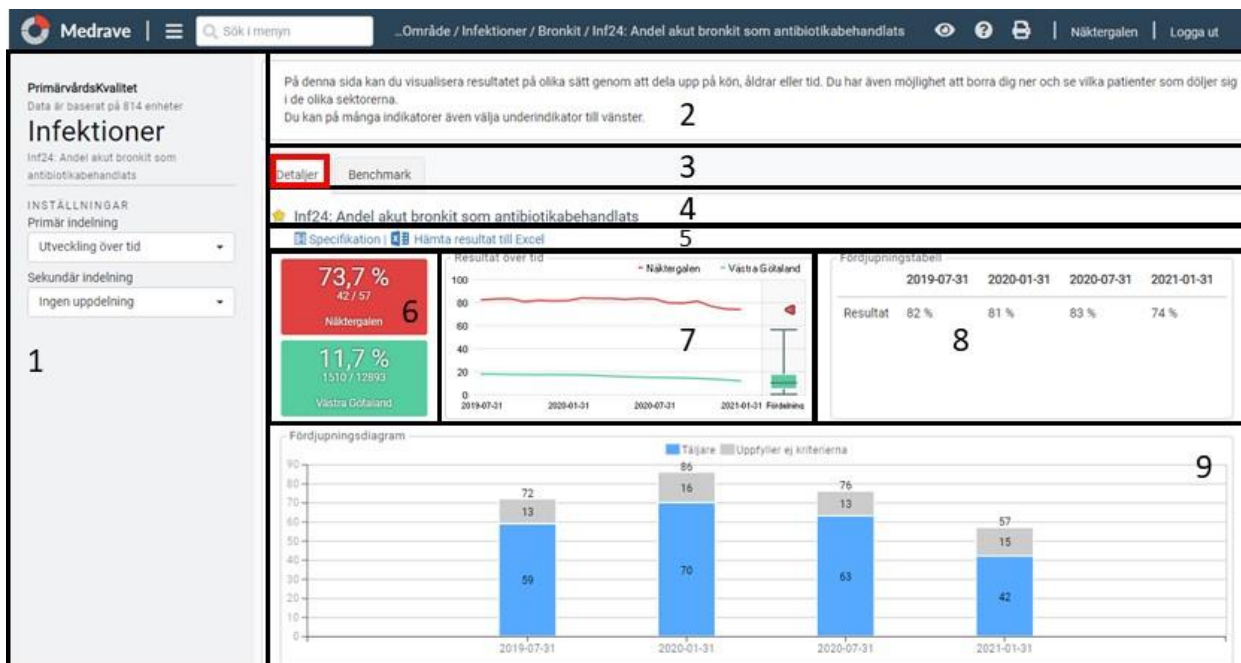 Medrave
Sök i menyn
...Område / Infektioner / Bronkit / Inf24: Andel akut bronkit som antibiotikabehandlats
Näktergalen
Logga ut
PrimärvårdsKvalitet
Data är baserat på 814 enheter
Infektioner
Inf24: Andel akut bronkit som
antibiotikabehandlats
INSTÄLLNINGAR
Primär indelning
Utveckling över tid
Sekundär indelning
Ingen uppdelning
1
På denna sida kan du visualisera resultatet på olika sätt genom att dela upp på kön, åldrar eller tid. Du har även möjlighet att borra dig ner och se vilka patienter som döljer sig
i de olika sektorerna.
Du kan på många indikatorer även välja underindikator till vänster.
2
Detaljer
Benchmark
3
Inf24: Andel akut bronkit som antibiotikabehandlats
4
Specifikation | Hämta resultat till Excel
5
73,7 %
42 / 57
Näktergalen
6
11,7 %
1510 / 12893
Västra Götaland
Resultat över tid
Näktergalen
Västra Götaland
100
80
60
40
20
0
2019-07-31
2020-01-31
2020-07-31
2021-01-31
Fördelning
7
Fördjupningstabell
2019-07-31 2020-01-31 2020-07-31 2021-01-31
Resultat 82 % 81 % 83 % 74 %
8
Fördjupningsdiagram
Täljare
Uppfyller ej kriterierna
9
90
80
70
60
50
40
30
20
10
0
72
13
59
86
16
70
76
13
63
57
15
42
2019-07-31
2020-01-31
2020-07-31
2021-01-31